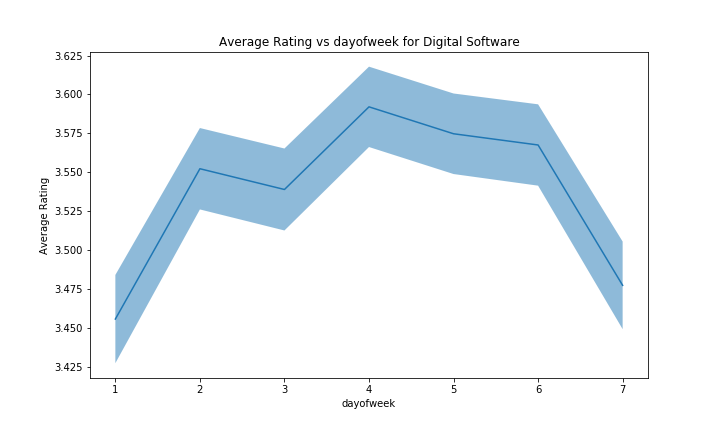 Average Rating vs dayofweek for Digital Software
3.625
3.600
3.575
3.550
3.525
3.500
3.475
3.450
3.425
Average Rating
1 2 3 4 5 6 7
dayofweek